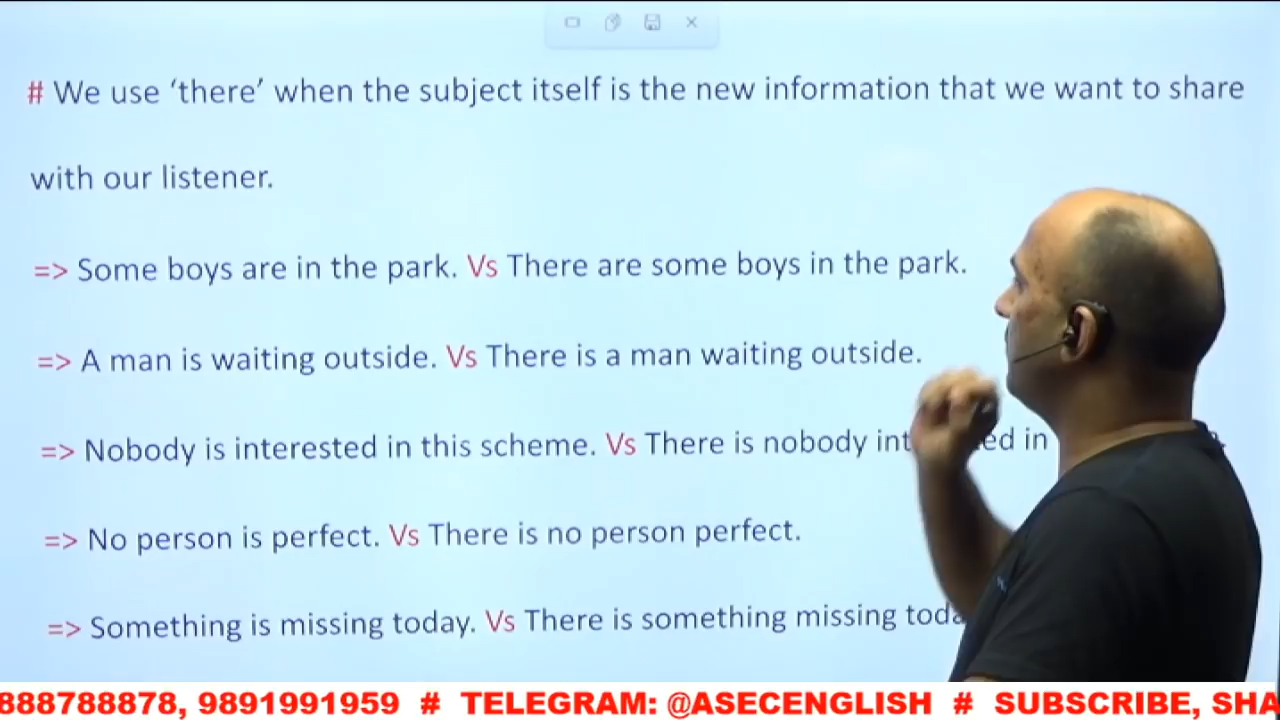 # We use ‘there’ when the subject itself is the new information that we want to share
with our listener.
=> Some boys are in the park. Vs There are some boys in the park.
=> A man is waiting outside. Vs There is a man waiting outside.
=> Nobody is interested in this scheme. Vs There is nobody in
=> No person is perfect. Vs There is no person perfect.
=> Something is missing today. Vs There is something missing
888788878, 9891991959 # TELEGRAM: @ASECENGLISH # SUBSCRIBE,